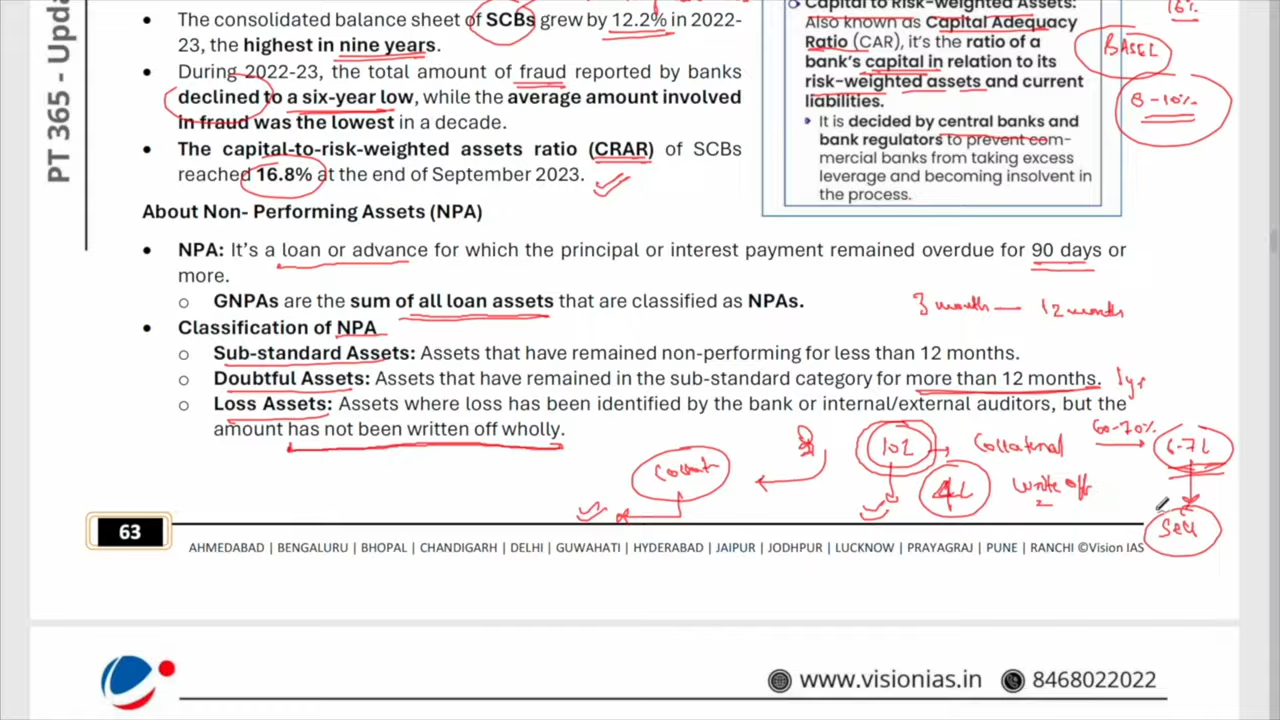 PT 365 - Upda
The consolidated balance sheet of SCBs grew by 12.2% in 2022-
23, the highest in nine years.
During 2022-23, the total amount of fraud reported by banks
declined to a six-year low, while the average amount involved
in fraud was the lowest in a decade.
The capital-to-risk-weighted assets ratio (CRAR) of SCBs
reached 16.8% at the end of September 2023.
Capital to Risk-weighted Assets:
Also known as Capital Adequacy
Ratio (CAR), it's the ratio of a
bank's capital in relation to its
risk-weighted assets and current
liabilities.
It is decided by central banks and
bank regulators to prevent com-
mercial banks from taking excess
leverage and becoming insolvent in
the process.
16%
BASEL
8-10%
About Non- Performing Assets (NPA)
NPA: It's a loan or advance for which the principal or interest payment remained overdue for 90 days or
more.
GNPAs are the sum of all loan assets that are classified as NPAs.
3 month — 12 months
Classification of NPA
Sub-standard Assets: Assets that have remained non-performing for less than 12 months.
Doubtful Assets: Assets that have remained in the sub-standard category for more than 12 months.
1yr
Loss Assets: Assets where loss has been identified by the bank or internal/external auditors, but the
amount has not been written off wholly.
10L
Collateral
60-70%
6-7L
4L
Write off
Sell
63
AHMEDABAD | BENGALURU | BHOPAL | CHANDIGARH | DELHI | GUWAHATI | HYDERABAD | JAIPUR | JODHPUR | LUCKNOW | PRAYAGRAJ | PUNE | RANCHI ©Vision IAS
www.visionias.in
8468022022